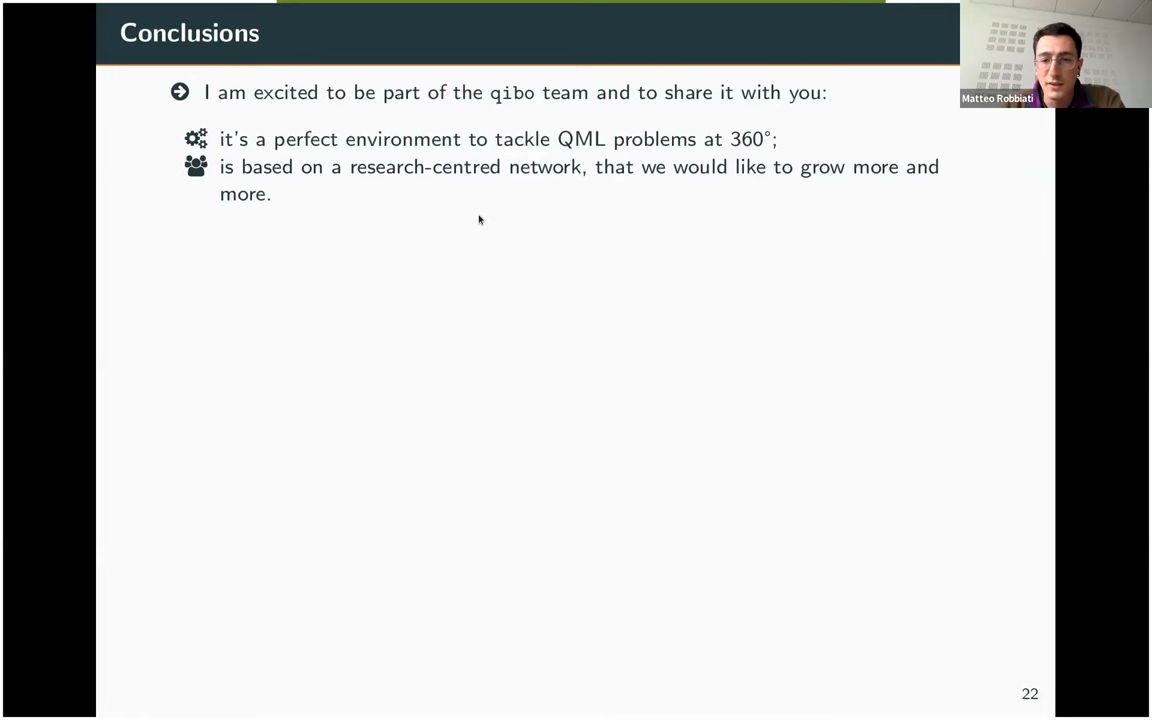 Conclusions
Matteo Robbiati
I am excited to be part of the qibo team and to share it with you:
it's a perfect environment to tackle QML problems at 360°;
is based on a research-centred network, that we would like to grow more and
more.
22